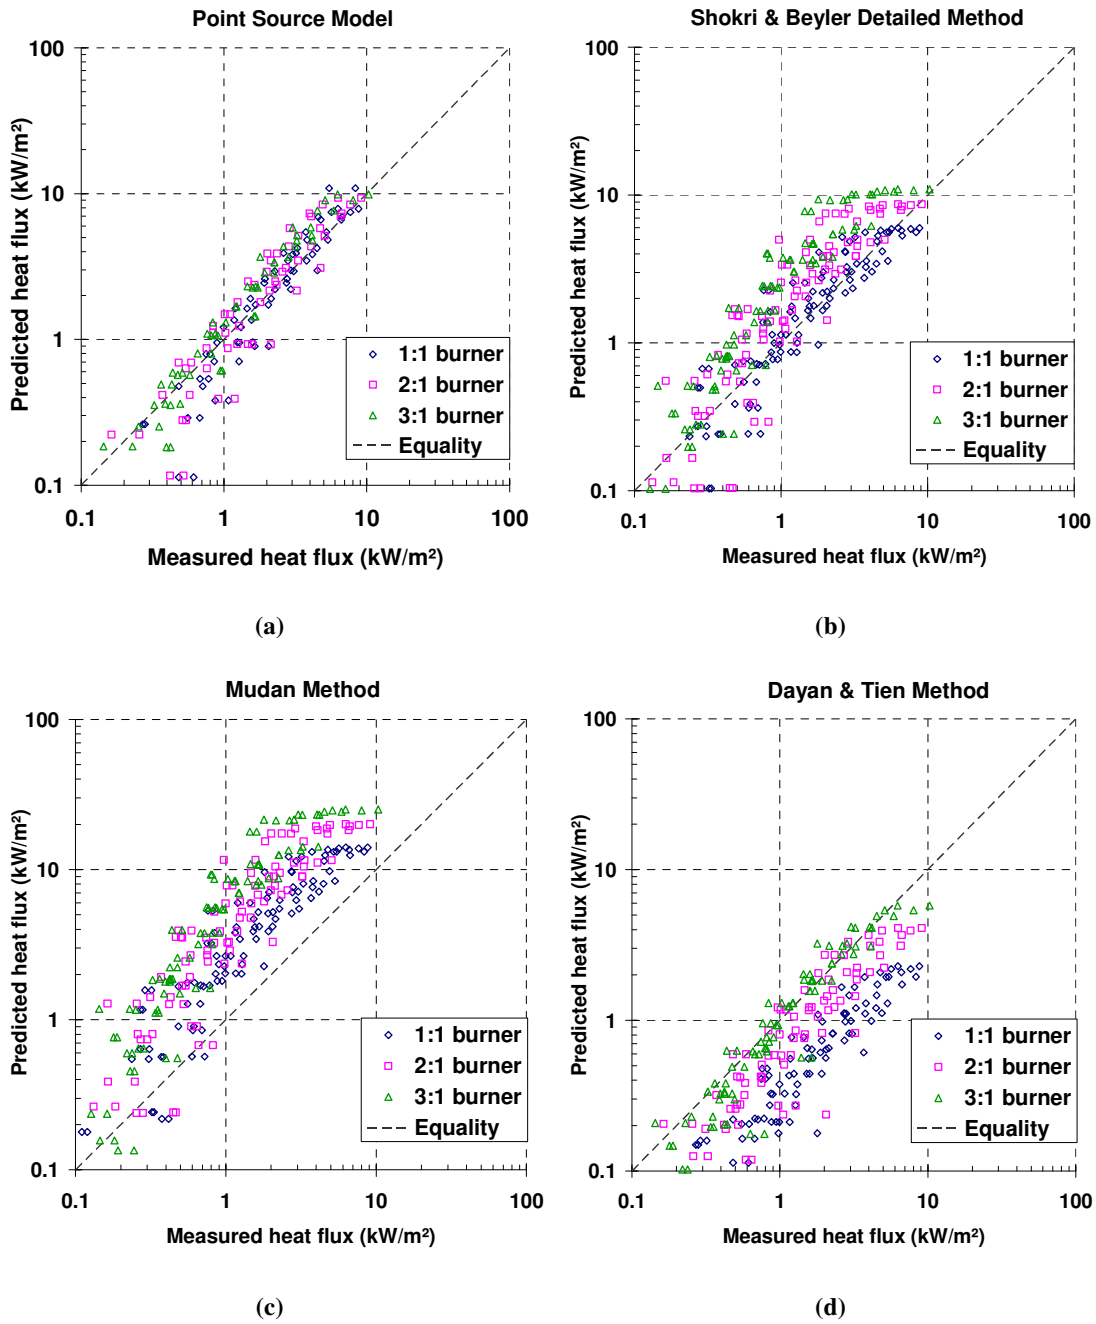 Point Source Model
100
10
1
0.1
0.1
1
10
100
Predicted heat flux (kW/m²)
Measured heat flux (kW/m²)
1:1 burner
2:1 burner
3:1 burner
Equality
(a)
Shokri & Beyler Detailed Method
100
10
1
0.1
0.1
1
10
100
Predicted heat flux (kW/m²)
Measured heat flux (kW/m²)
1:1 burner
2:1 burner
3:1 burner
Equality
(b)
Mudan Method
100
10
1
0.1
0.1
1
10
100
Predicted heat flux (kW/m²)
Measured heat flux (kW/m²)
1:1 burner
2:1 burner
3:1 burner
Equality
(c)
Dayan & Tien Method
100
10
1
0.1
0.1
1
10
100
Predicted heat flux (kW/m²)
Measured heat flux (kW/m²)
1:1 burner
2:1 burner
3:1 burner
Equality
(d)